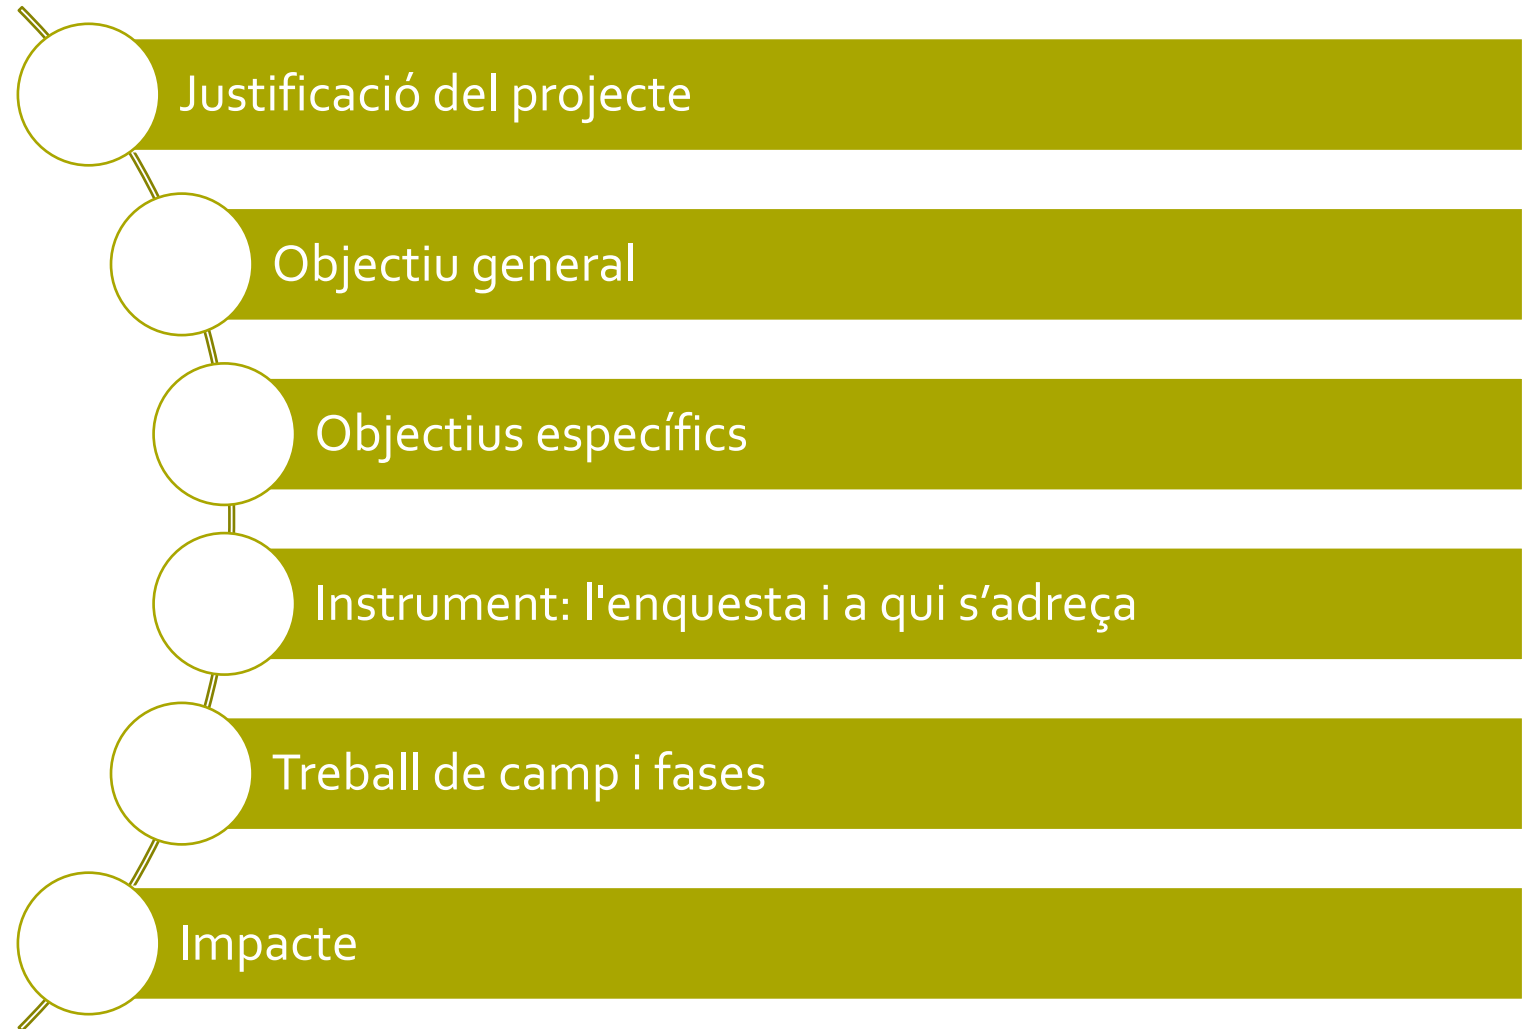 Justificació del projecte
Objectiu general
Objectius específics
Instrument: l'enquesta i a qui s’adreça
Treball de camp i fases
Impacte